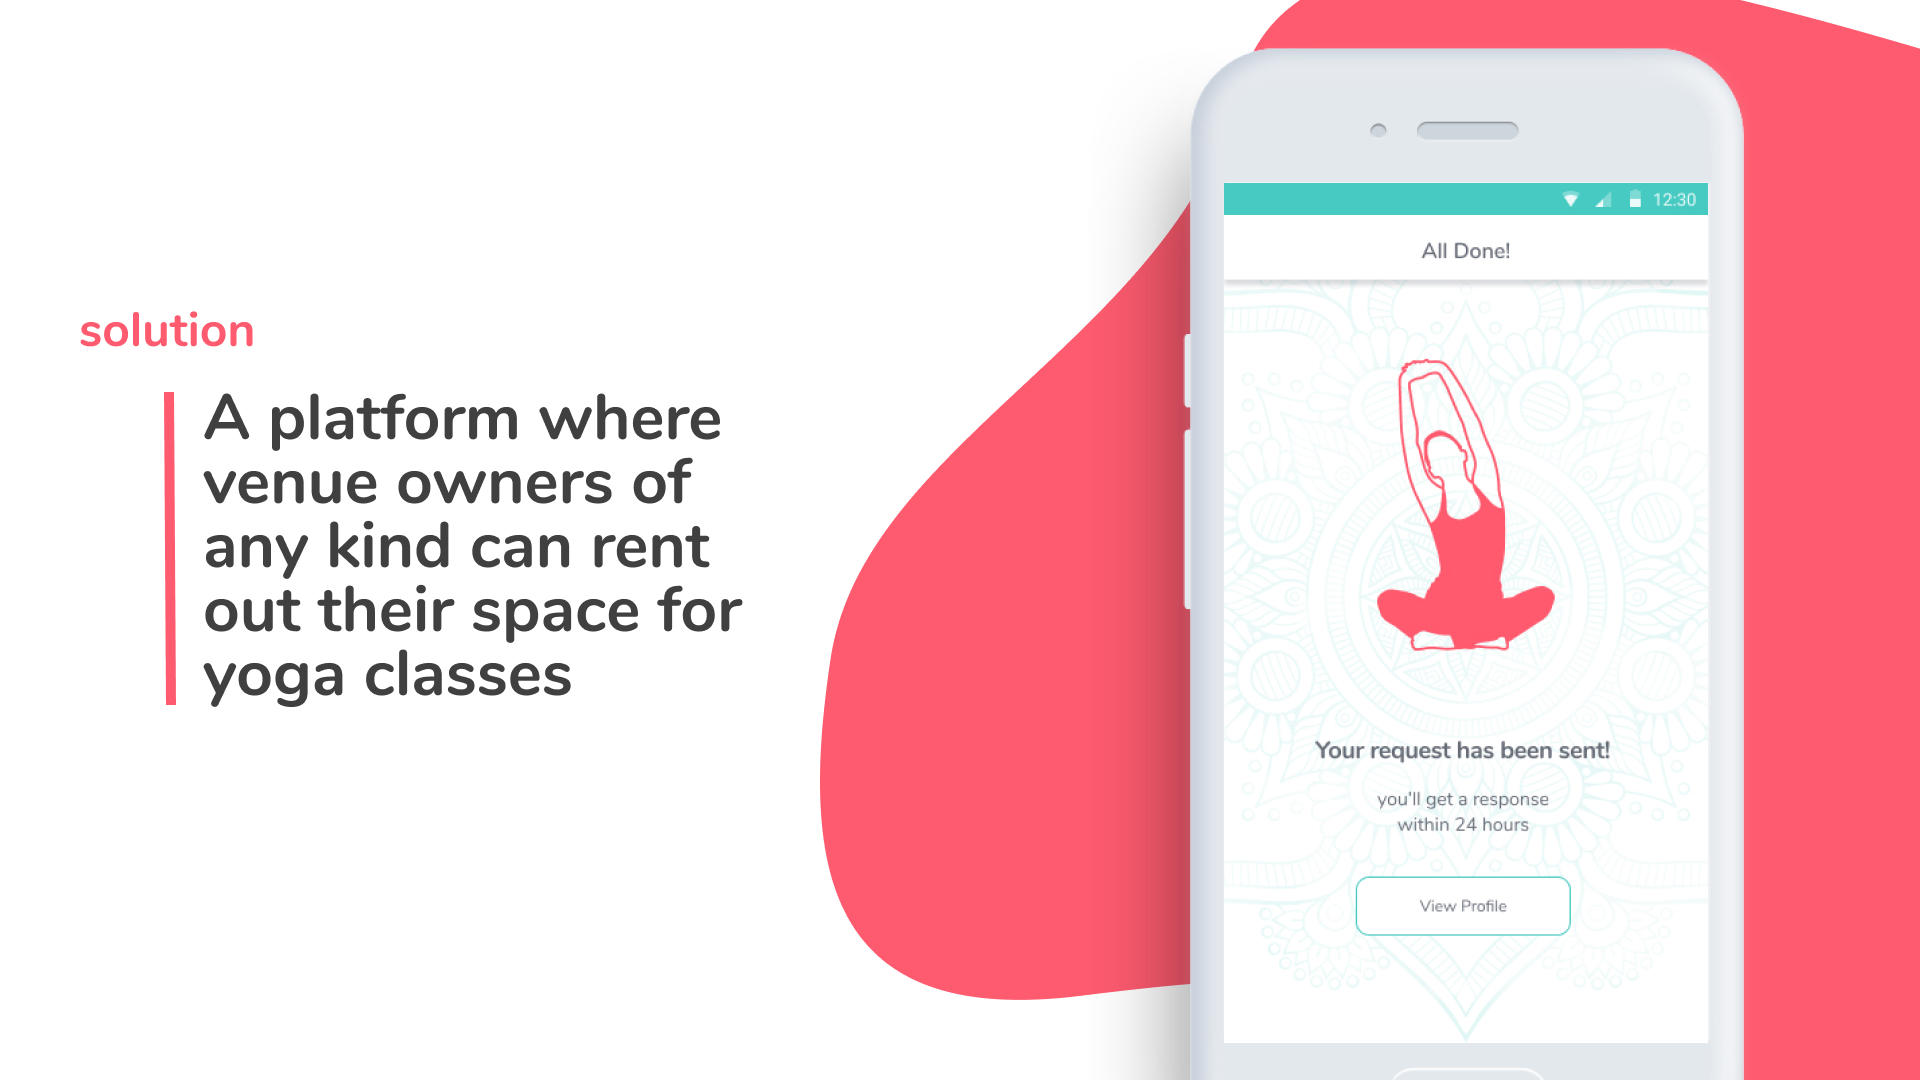 solution
A platform where
venue owners of
any kind can rent
out their space for
yoga classes
12:30
All Done!
Your request has been sent!
you'll get a response
within 24 hours
View Profile